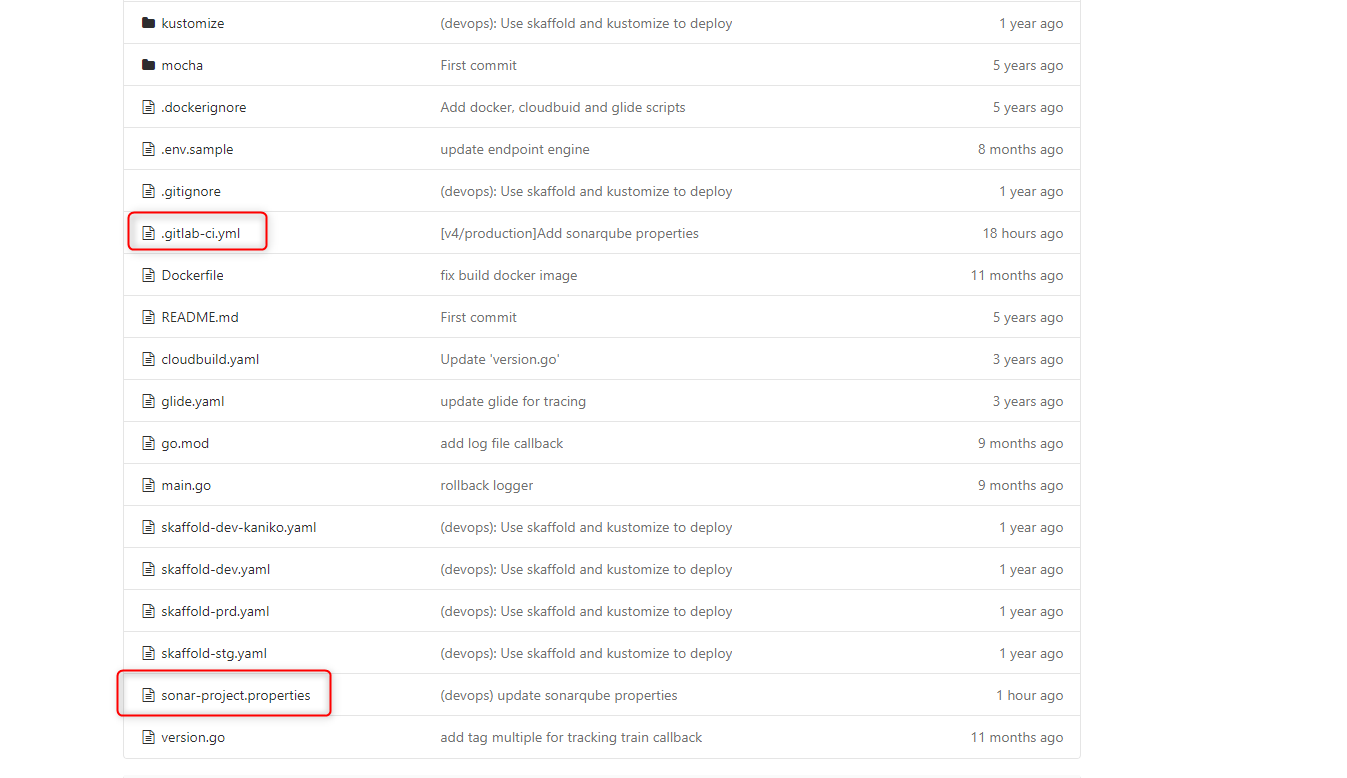 kustomize (devops): Use skaffold and kustomize to deploy 1 year ago
mocha First commit 5 years ago
.dockerignore Add docker, cloudbuid and glide scripts 5 years ago
.env.sample update endpoint engine 8 months ago
.gitignore (devops): Use skaffold and kustomize to deploy 1 year ago
.gitlab-ci.yml [v4/production]Add sonarqube properties 18 hours ago
Dockerfile fix build docker image 11 months ago
README.md First commit 5 years ago
cloudbuild.yaml Update 'version.go' 3 years ago
glide.yaml update glide for tracing 3 years ago
go.mod add log file callback 9 months ago
main.go rollback logger 9 months ago
skaffold-dev-kaniko.yaml (devops): Use skaffold and kustomize to deploy 1 year ago
skaffold-dev.yaml (devops): Use skaffold and kustomize to deploy 1 year ago
skaffold-prd.yaml (devops): Use skaffold and kustomize to deploy 1 year ago
skaffold-stg.yaml (devops): Use skaffold and kustomize to deploy 1 year ago
sonar-project.properties (devops) update sonarqube properties 1 hour ago
version.go add tag multiple for tracking train callback 11 months ago